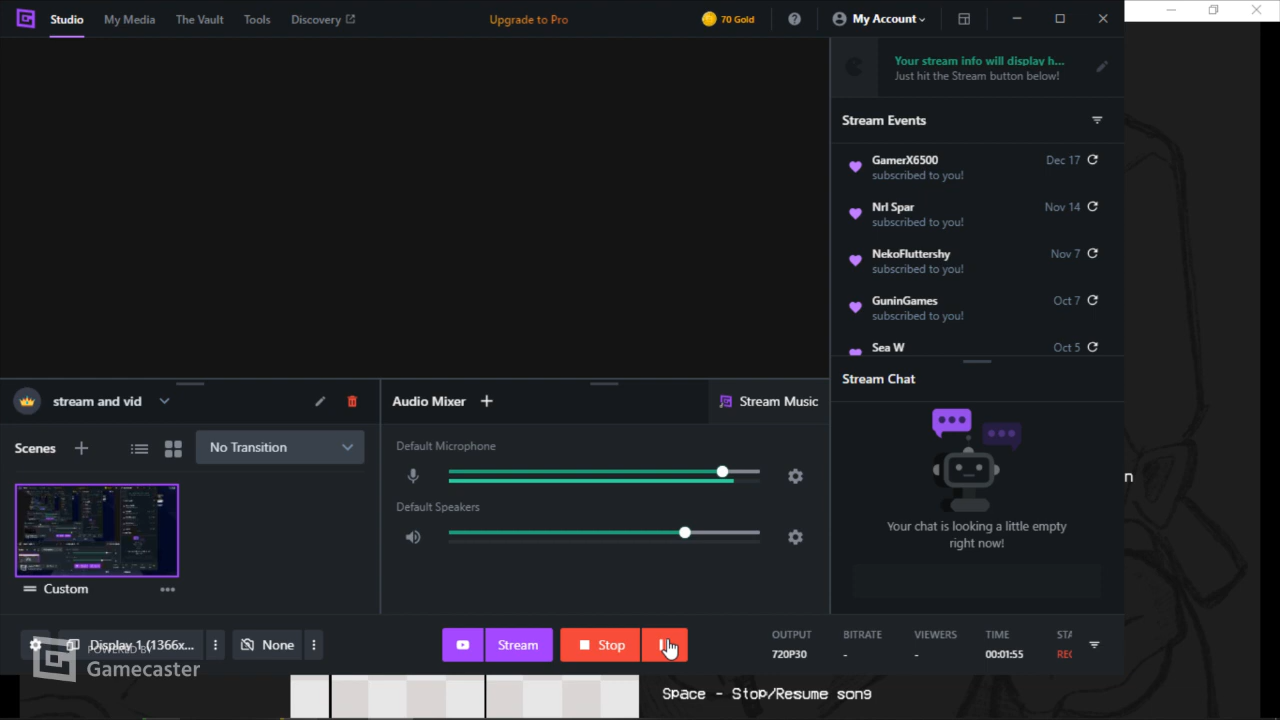 Studio
My Media
The Vault
Tools
Discovery
Upgrade to Pro
70 Gold
My Account
Your stream info will display h...
Just hit the Stream button below!
Stream Events
GamerX6500
Dec 17
subscribed to you!
Nrl Spar
Nov 14
subscribed to you!
NekoFluttershy
Nov 7
subscribed to you!
GuninGames
Oct 7
subscribed to you!
Sea W
Oct 5
stream and vid
Audio Mixer
Stream Music
Stream Chat
Scenes
No Transition
Default Microphone
Default Speakers
n
Your chat is looking a little empty
right now!
Custom
Display 1 (1366x...
None
Stream
Stop
OUTPUT
720P30
BITRATE
-
VIEWERS
-
TIME
00:01:55
STA
REC
POWERED BY
Gamecaster
Space - Stop/Resume song